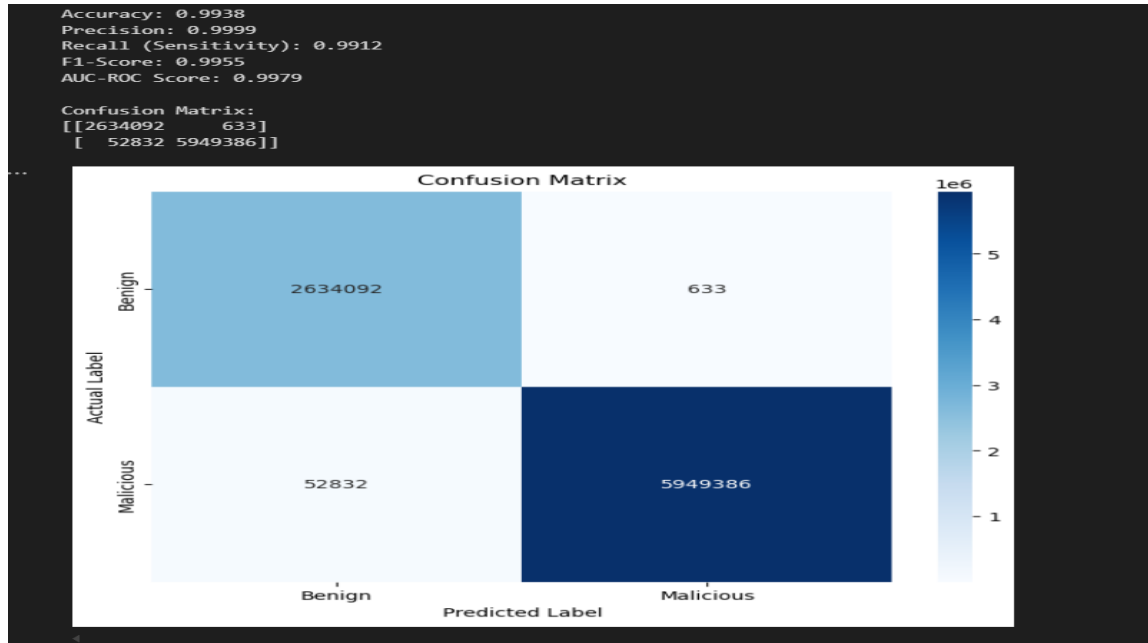 Accuracy: 0.9938
Precision: 0.9999
Recall (Sensitivity): 0.9912
F1-Score: 0.9955
AUC-ROC Score: 0.9979
Confusion Matrix:
[[2634092 633]
[ 52832 5949386]]
...
Confusion Matrix
1e6
Benign
2634092
633
5
4
3
Actual Label
2
Malicious
52832
5949386
1
Benign
Malicious
Predicted Label